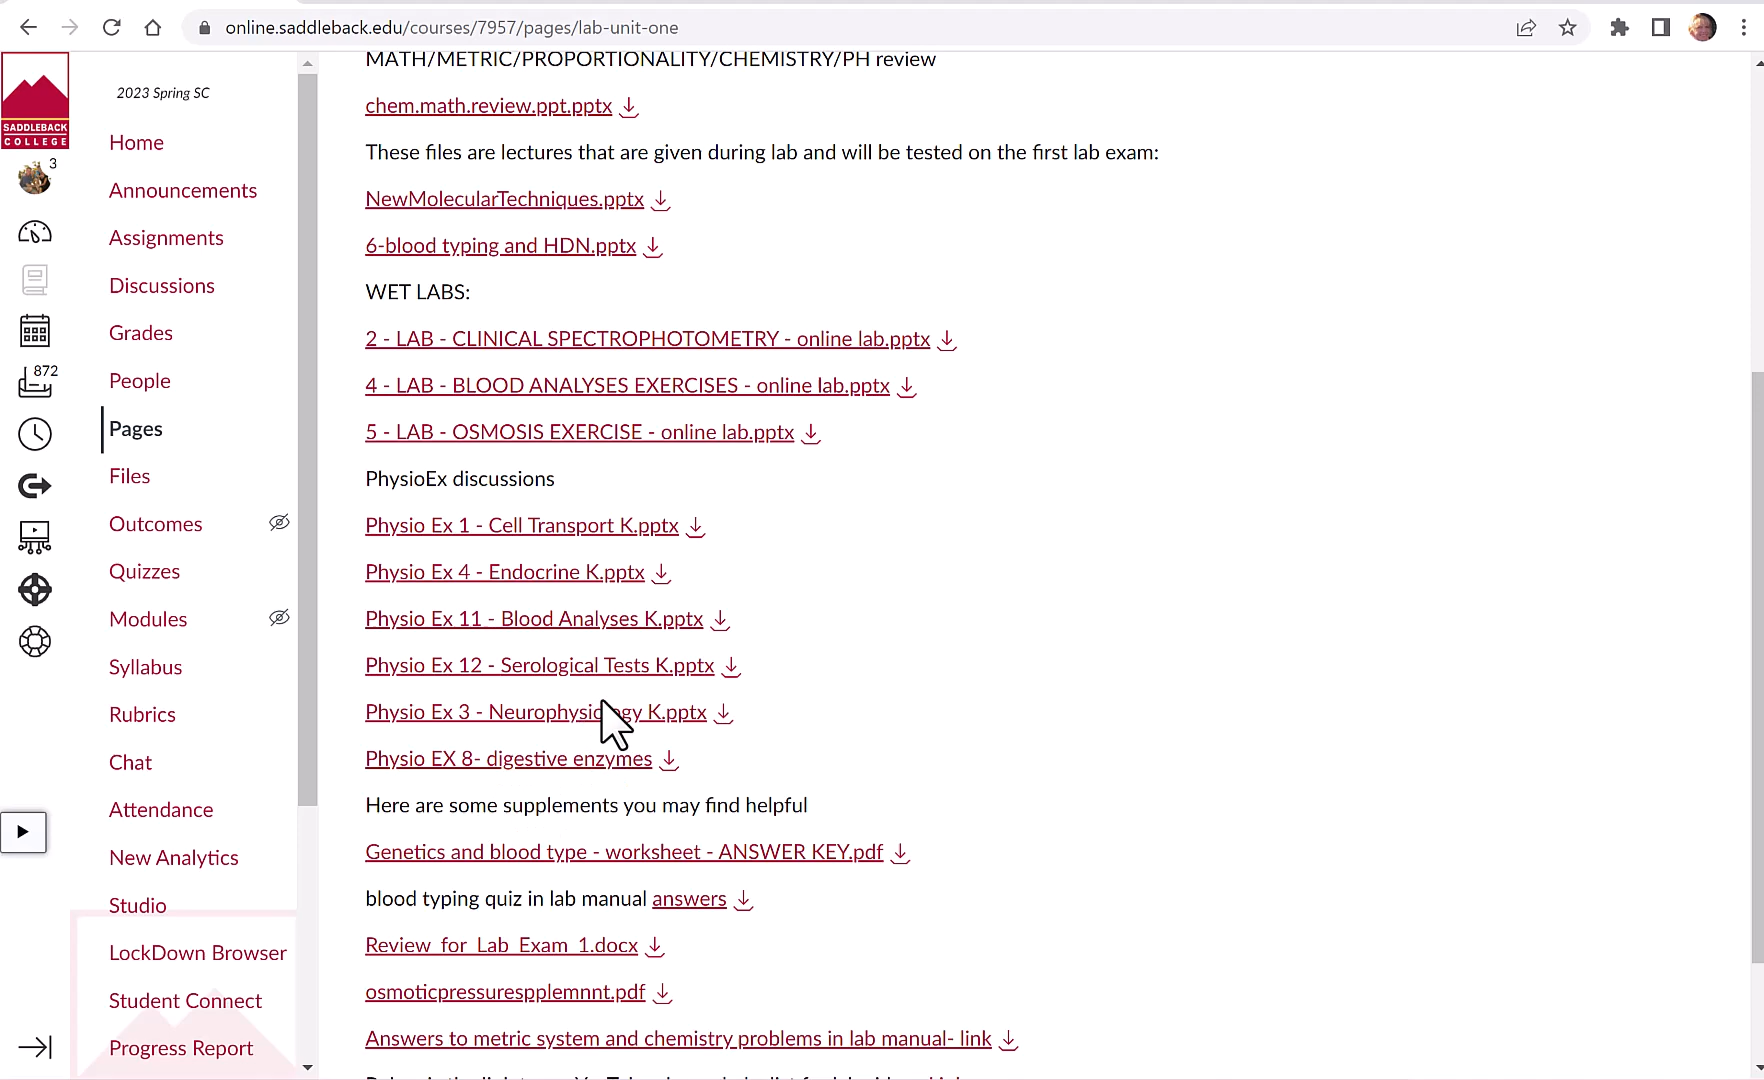 online.saddleback.edu/courses/7957/pages/lab-unit-one
SADDLEBACK
COLLEGE
3
872
2023 Spring SC
Home
Announcements
Assignments
Discussions
Grades
People
Pages
Files
Outcomes
Quizzes
Modules
Syllabus
Rubrics
Chat
Attendance
New Analytics
Studio
LockDown Browser
Student Connect
Progress Report
MATH/METRIC/PROPORTIONALITY/CHEMISTRY/PH review
chem.math.review.ppt.pptx
These files are lectures that are given during lab and will be tested on the first lab exam:
NewMolecularTechniques.pptx
6-blood typing and HDN.pptx
WET LABS:
2 - LAB - CLINICAL SPECTROPHOTOMETRY - online lab.pptx
4 - LAB - BLOOD ANALYSES EXERCISES - online lab.pptx
5 - LAB - OSMOSIS EXERCISE - online lab.pptx
PhysioEx discussions
Physio Ex 1 - Cell Transport K.pptx
Physio Ex 4 - Endocrine K.pptx
Physio Ex 11 - Blood Analyses K.pptx
Physio Ex 12 - Serological Tests K.pptx
Physio Ex 3 - Neurophysiology K.pptx
Physio EX 8- digestive enzymes
Here are some supplements you may find helpful
Genetics and blood type - worksheet - ANSWER KEY.pdf
blood typing quiz in lab manual answers
Review_for_Lab_Exam_1.docx
osmoticpressurespplemnnt.pdf
Answers to metric system and chemistry problems in lab manual- link